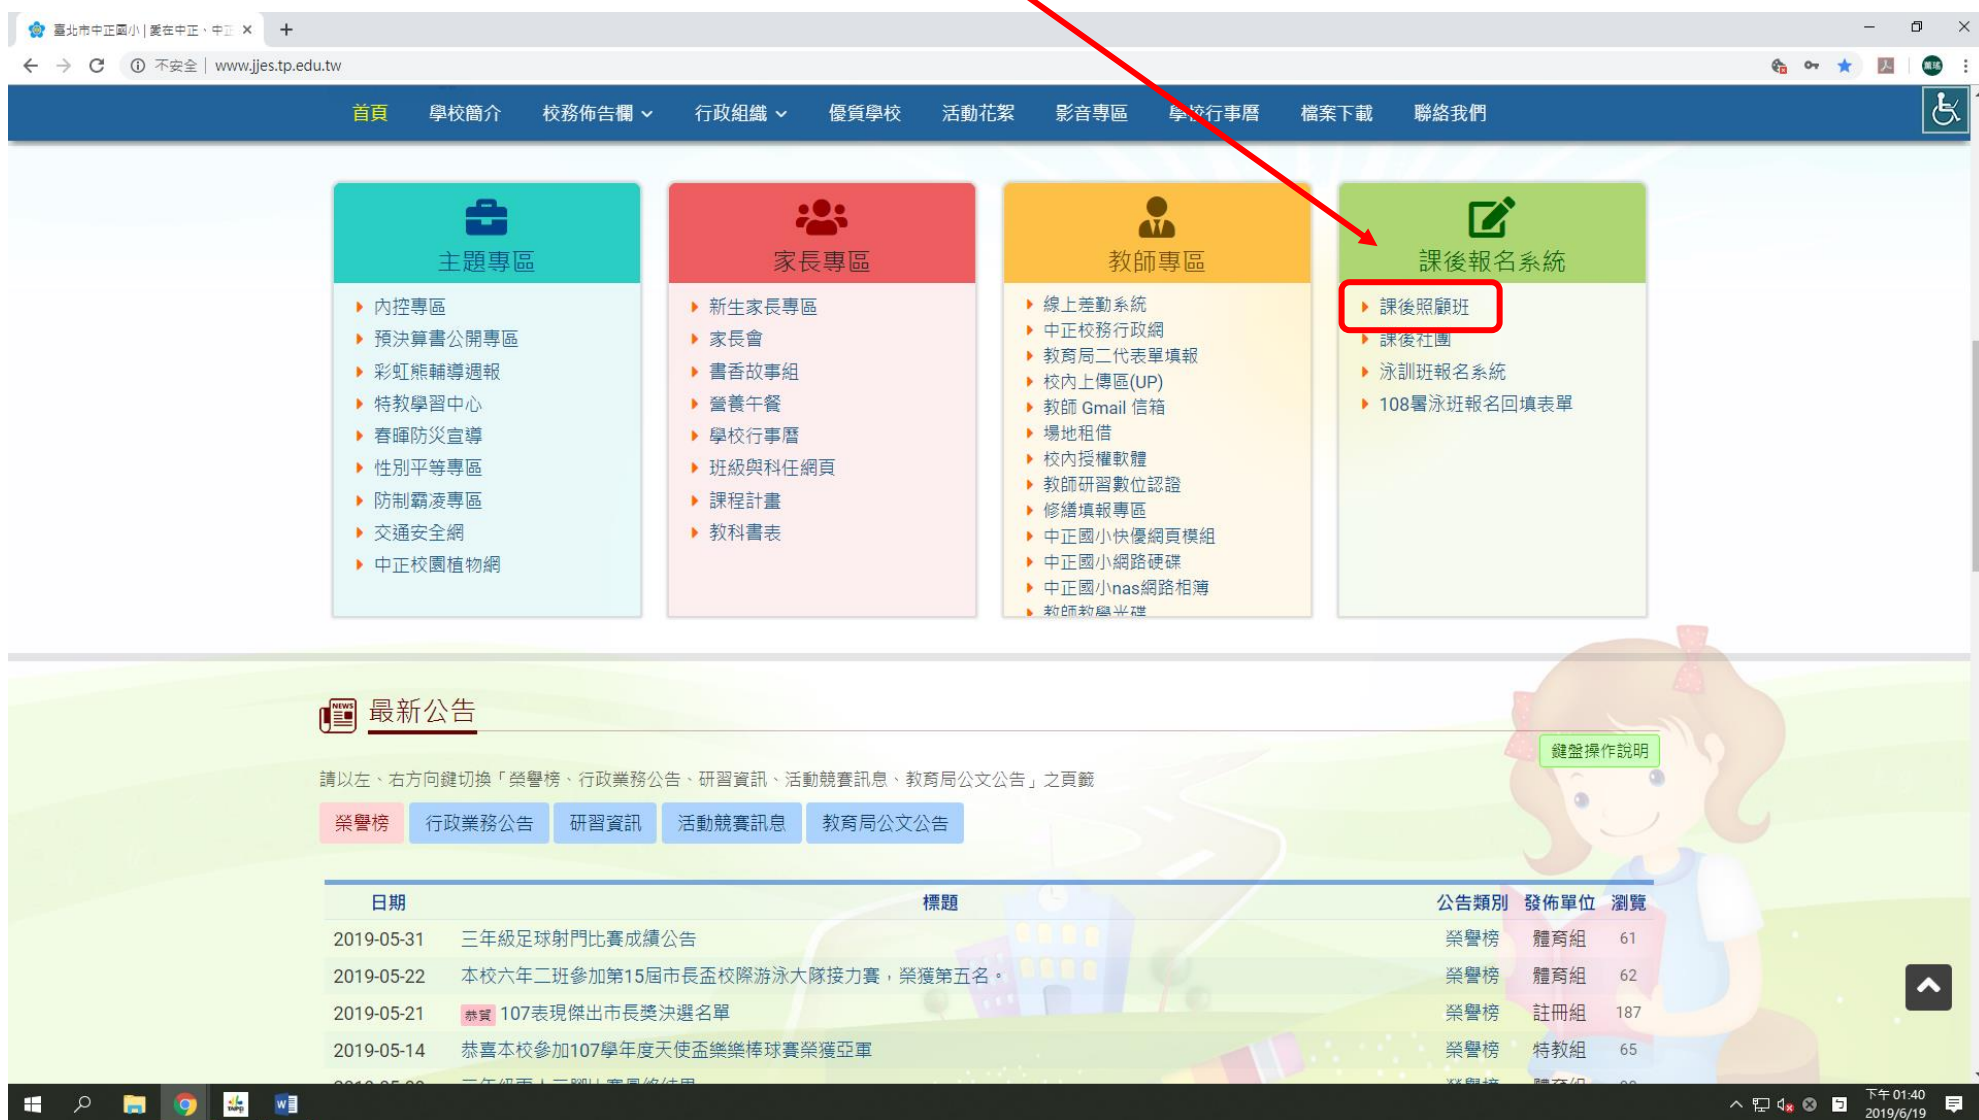 臺北市中正國小|愛在中正、中正
不安全 | www.jjes.tp.edu.tw
首頁 學校簡介 校務佈告欄 行政組織 優質學校 活動花絮 影音專區 學校行事曆 檔案下載 聯絡我們
主題專區
內控專區
預決算書公開專區
彩虹熊輔導週報
特教學習中心
春暉防災宣導
性別平等專區
防制霸凌專區
交通安全網
中正校園植物網
家長專區
新生家長專區
家長會
書香故事組
營養午餐
學校行事曆
班級與科任網頁
課程計畫
教科書表
教師專區
線上差勤系統
中正校務行政網
教育局二代表單填報
校內上傳區(UP)
教師 Gmail 信箱
場地租借
校內授權軟體
教師研習數位認證
修繕填報專區
中正國小快優網頁模組
中正國小網路硬碟
中正國小nas網路相簿
教師教學光碟
課後報名系統
課後照顧班
課後社團
泳訓班報名系統
108暑泳班報名回填表單
NEWS 最新公告
鍵盤操作說明
請以左、右方向鍵切換「榮譽榜、行政業務公告、研習資訊、活動競賽訊息、教育局公文公告」之頁籤
榮譽榜 行政業務公告 研習資訊 活動競賽訊息 教育局公文公告
日期 標題 公告類別 發佈單位 瀏覽
2019-05-31 三年級足球射門比賽成績公告 榮譽榜 體育組 61
2019-05-22 本校六年二班參加第15屆市長盃校際游泳大隊接力賽，榮獲第五名。 榮譽榜 體育組 62
2019-05-21 恭賀 107表現傑出市長獎決選名單 榮譽榜 註冊組 187
2019-05-14 恭喜本校參加107學年度天使盃樂樂棒球賽榮獲亞軍 榮譽榜 特教組 65
下午 01:40
2019/6/19